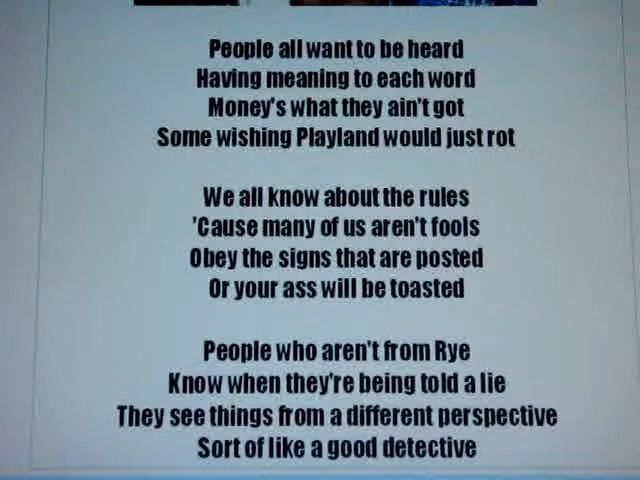 People all want to be heard
Having meaning to each word
Money's what they ain't got
Some wishing Playland would just rot
We all know about the rules
'Cause many of us aren't fools
Obey the signs that are posted
Or your ass will be toasted
People who aren't from Rye
Know when they're being told a lie
They see things from a different perspective
Sort of like a good detective